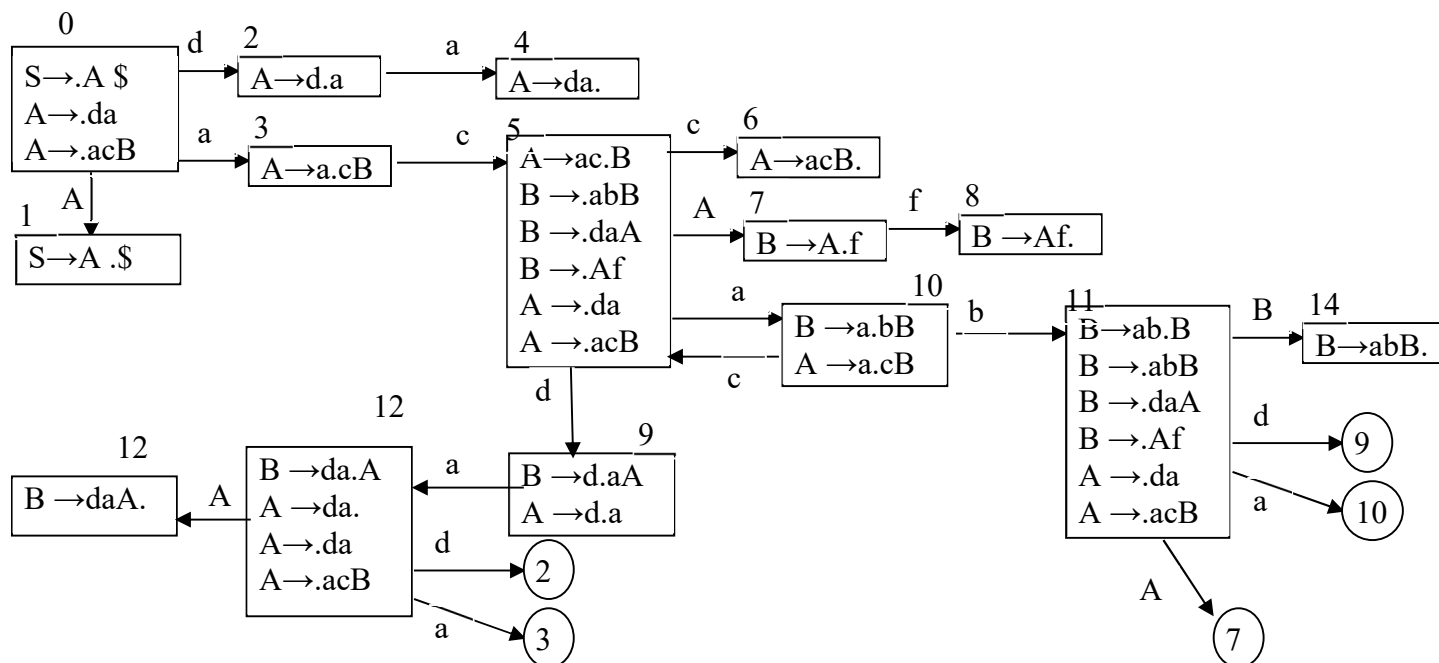 0
S→.A $
A→.da
A→.acB
d
2
A→d.a
a
4
A→da.
a
3
A→a.cB
c
5
A→ac.B
B →.abB
B →.daA
B →.Af
A →.da
A →.acB
c
6
A→acB.
A
1
S→A .$
A
7
B →A.f
f
8
B →Af.
a
10
B →a.bB
A →a.cB
c
b
11
B→ab.B
B →.abB
B →.daA
B →.Af
A →.da
A →.acB
B
14
B→abB.
d
9
a
10
A
7
d
9
B →d.aA
A →d.a
a
12
B →da.A
A →da.
A→.da
A→.acB
d
2
a
3
A
12
B →daA.